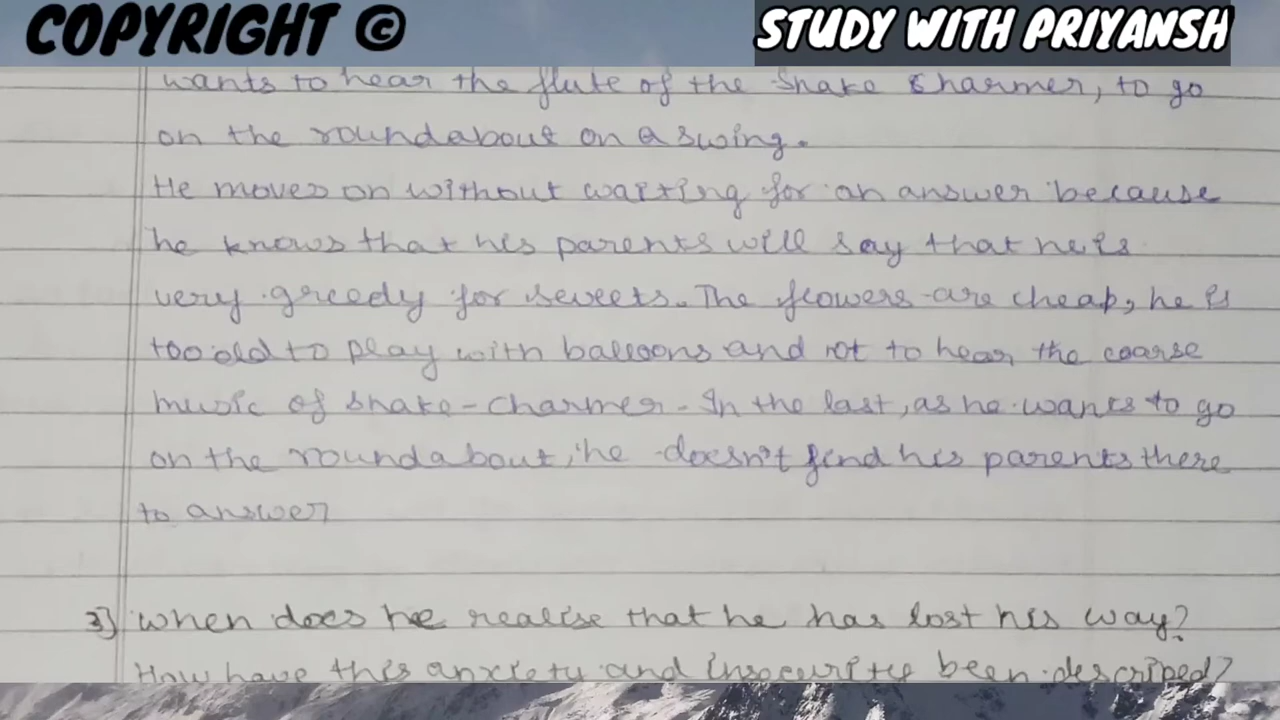 COPYRIGHT ©
STUDY WITH PRIYANSH
wants to hear the flute of the snake charmer, to go
on the roundabout on a swing.
He moves on without waiting for an answer because
he knows that his parents will say that he is
very greedy for sweets. The flowers are cheap, he is
too old to play with balloons and not to hear the coarse
music of snake-charmer. In the last, as he wants to go
on the roundabout, he doesn't find his parents there
to answer
3) When does he realise that he has lost his way?
How have this anxiety and insecurity been descriped?